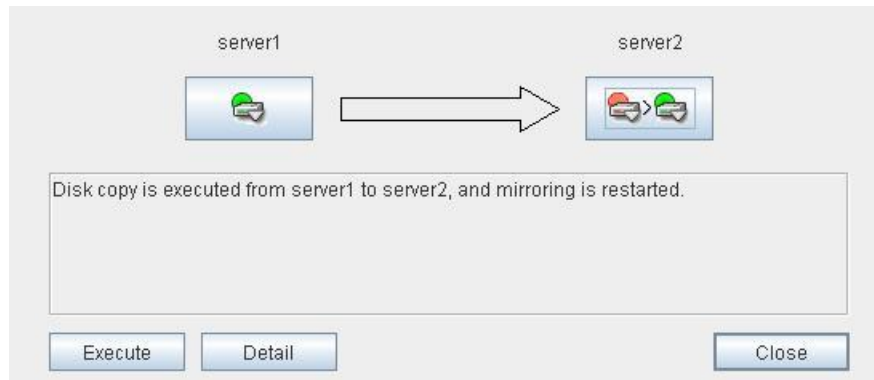 server1
server2
Disk copy is executed from server1 to server2, and mirroring is restarted.
Execute
Detail
Close